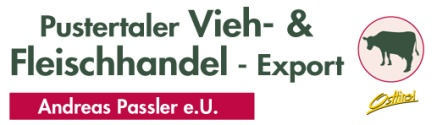 Pustertaler Vieh- &
Fleischhandel - Export
Andreas Passler e.U.
Osttirol